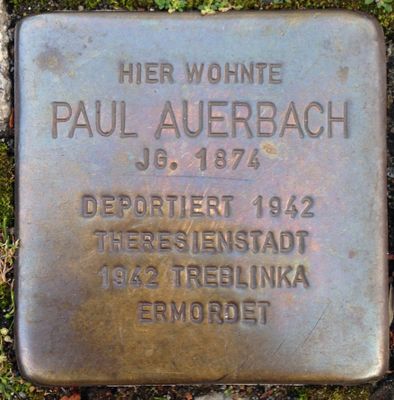 HIER WOHNTE
PAUL AUERBACH
JG. 1874
DEPORTIERT 1942
THERESIENSTADT
1942 TREBLINKA
ERMORDET